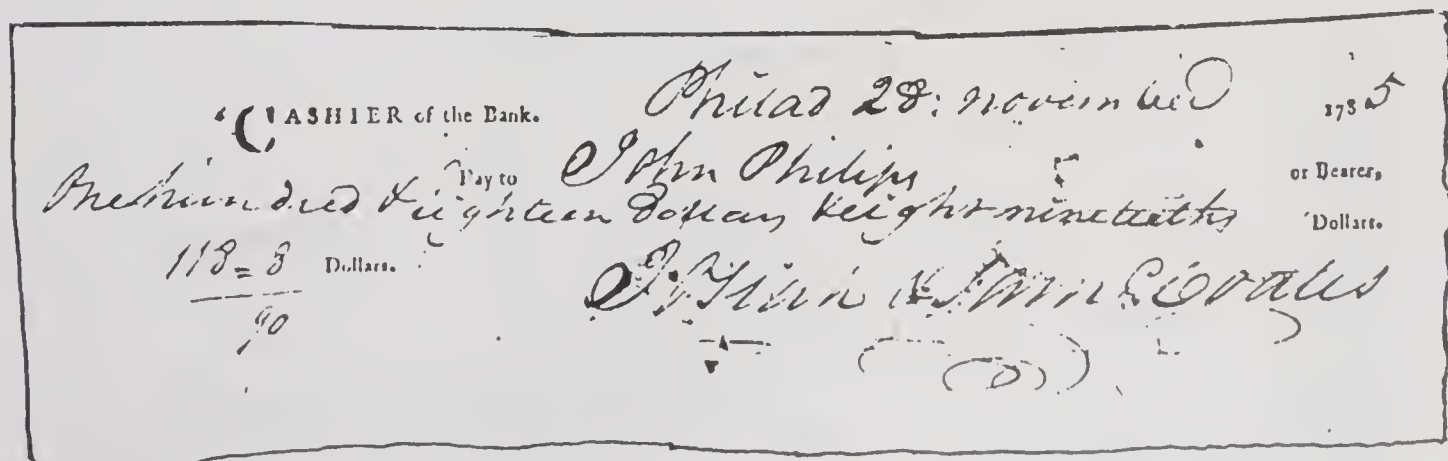 Philad 28: november 1785
CASHIER of the Bank.
Pay to John Philips or Bearer,
One hundred & eighteen Dollars & eight ninetieths Dollars.
118 = 8 Dollars.
90